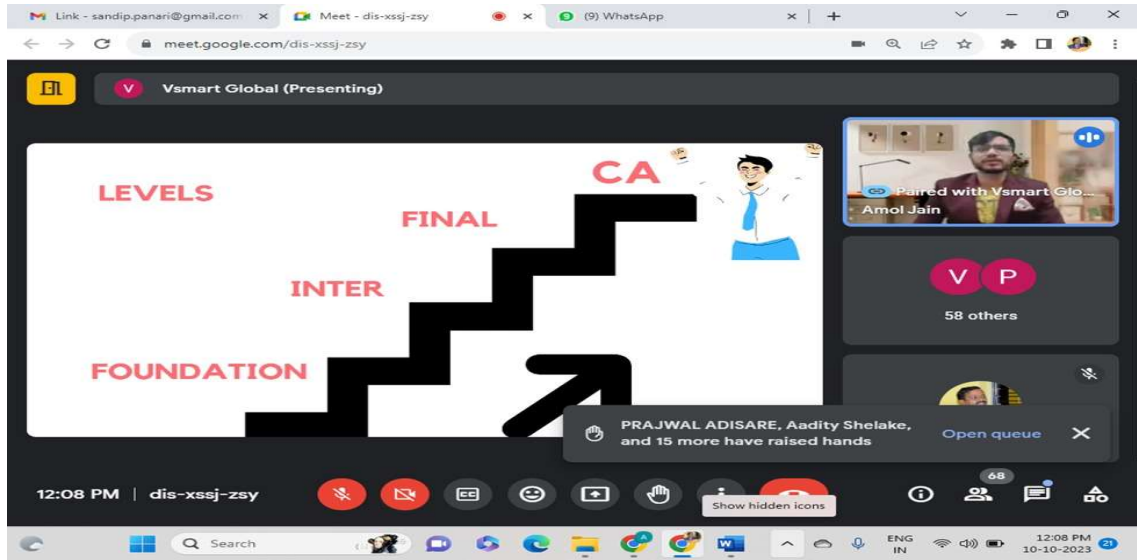 Link - sandip.panari@gmail.com
Meet - dis-xssj-zsy
(9) WhatsApp
meet.google.com/dis-xssj-zsy
V
Vsmart Global (Presenting)
LEVELS
CA
FINAL
INTER
FOUNDATION
Paired with Vsmart Glo...
Amol Jain
V P
58 others
PRAJWAL ADISARE, Aadity Shelake,
and 15 more have raised hands
Open queue
12:08 PM | dis-xssj-zsy
CC
68
Show hidden icons
Search
W
ENG
IN
12:08 PM
10-10-2023
21